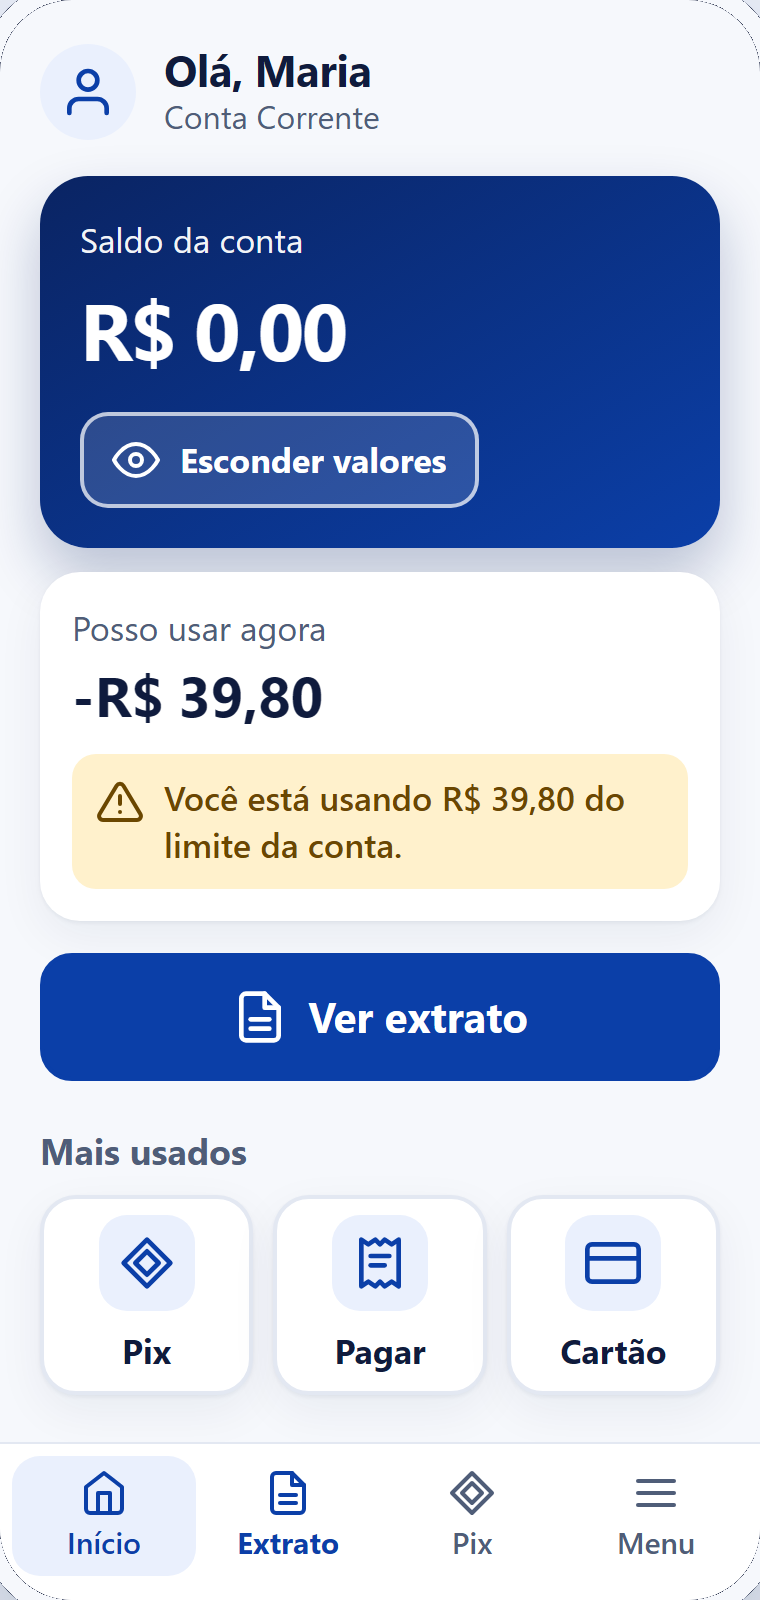 Olá, Maria
Conta Corrente
Saldo da conta
R$ 0,00
Esconder valores
Posso usar agora
-R$ 39,80
Você está usando R$ 39,80 do
limite da conta.
Ver extrato
Mais usados
Pix
Pagar
Cartão
Início
Extrato
Pix
Menu